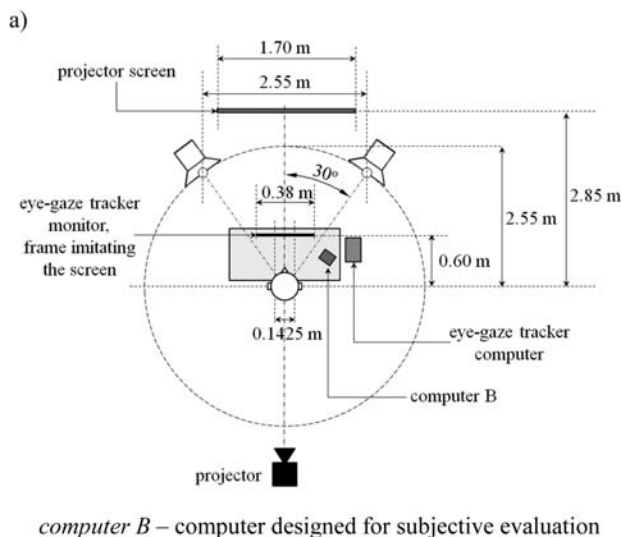 a)
1.70 m
projector screen
2.55 m
30º
0.38 m
eye-gaze tracker
monitor,
frame imitating
the screen
2.55 m
2.85 m
0.60 m
0.1425 m
eye-gaze tracker
computer
computer B
projector
computer B – computer designed for subjective evaluation